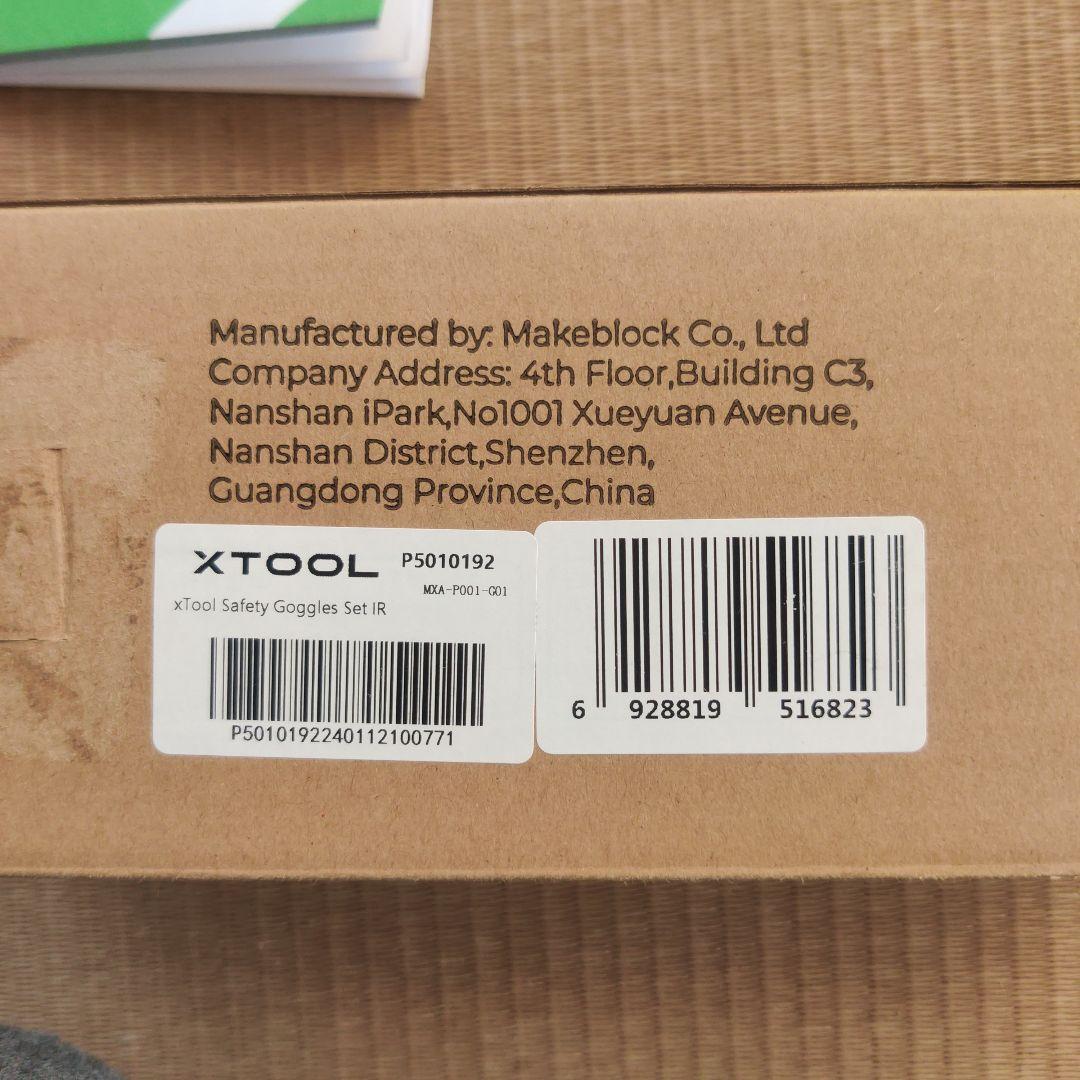 Manufactured by: Makeblock Co., Ltd
Company Address: 4th Floor,Building C3,
Nanshan iPark,No1001 Xueyuan Avenue,
Nanshan District,Shenzhen,
Guangdong Province,China
XTOOL P5010192
MXA-P001-G01
xTool Safety Goggles Set IR
P5010192240112100771
6 928819 516823